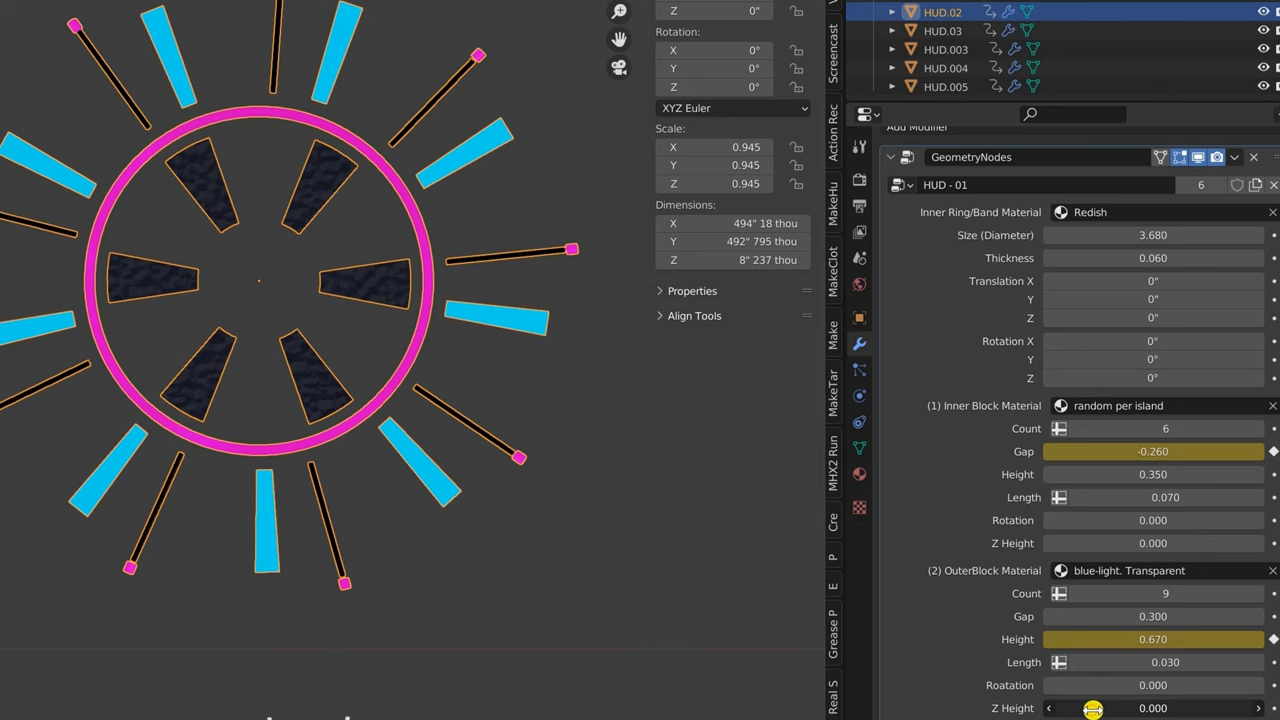 Z 0"
Rotation:
X 0°
Y 0°
Z 0°
XYZ Euler
Scale:
X 0.945
Y 0.945
Z 0.945
Dimensions:
X 494" 18 thou
Y 492" 795 thou
Z 8" 237 thou
Properties
Align Tools
Screencast
Action Rec
MakeHu
MakeClot
Make
MakeTar
MHX2 Run
Cre
P
E
Grease P
Real S
HUD.02
HUD.03
HUD.003
HUD.004
HUD.005
Add Modifier
GeometryNodes
HUD - 01 6
Inner Ring/Band Material Redish
SIze (Diameter) 3.680
Thickness 0.060
Translation X 0"
Y 0"
Z 0"
Rotation X 0°
Y 0°
Z 0°
(1) Inner Block Material random per island
Count 6
Gap -0.260
Height 0.350
Length 0.070
Rotation 0.000
Z Height 0.000
(2) OuterBlock Material blue-light. Transparent
Count 9
Gap 0.300
Height 0.670
Length 0.030
Roatation 0.000
Z Height 0.000